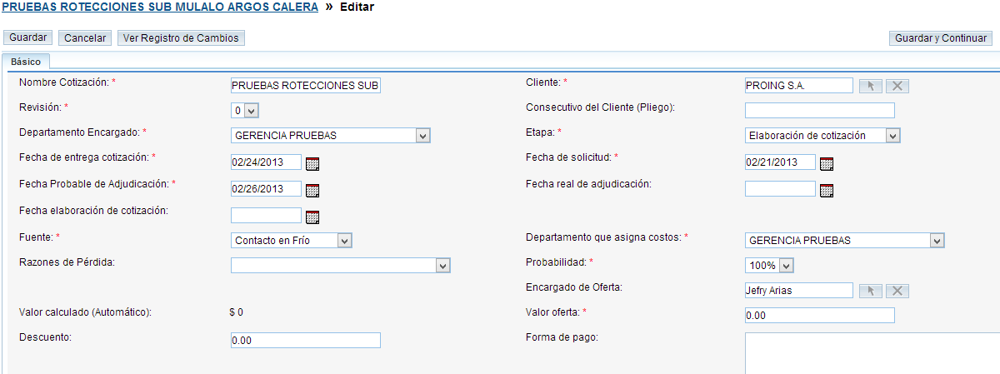 PRUEBAS ROTECCIONES SUB MULALO ARGOS CALERA » Editar
Guardar Cancelar Ver Registro de Cambios Guardar y Continuar
Básico
Nombre Cotización: * PRUEBAS ROTECCIONES SUB Cliente: * PROING S.A.
Revisión: * 0 Consecutivo del Cliente (Pliego):
Departamento Encargado: * GERENCIA PRUEBAS Etapa: * Elaboración de cotización
Fecha de entrega cotización: * 02/24/2013 Fecha de solicitud: * 02/21/2013
Fecha Probable de Adjudicación: * 02/26/2013 Fecha real de adjudicación:
Fecha elaboración de cotización:
Fuente: * Contacto en Frío Departamento que asigna costos: * GERENCIA PRUEBAS
Razones de Pérdida: Probabilidad: * 100%
Encargado de Oferta: Jefry Arias
Valor calculado (Automático): $ 0 Valor oferta: * 0.00
Descuento: 0.00 Forma de pago: